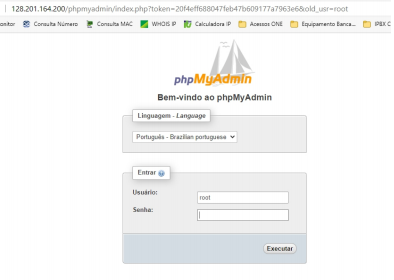 128.201.164.200/phpmyadmin/index.php?token=20f4eff688047feb47b609177a7963e6&old_usr=root
onitor Consulta Número Consulta MAC WHOIS IP Calculadora IP Acessos ONE Equipamento Banca... IPBX C
phpMyAdmin
Bem-vindo ao phpMyAdmin
Linguagem - Language
Português - Brazilian portuguese
Entrar
Usuário:
root
Senha:
Executar